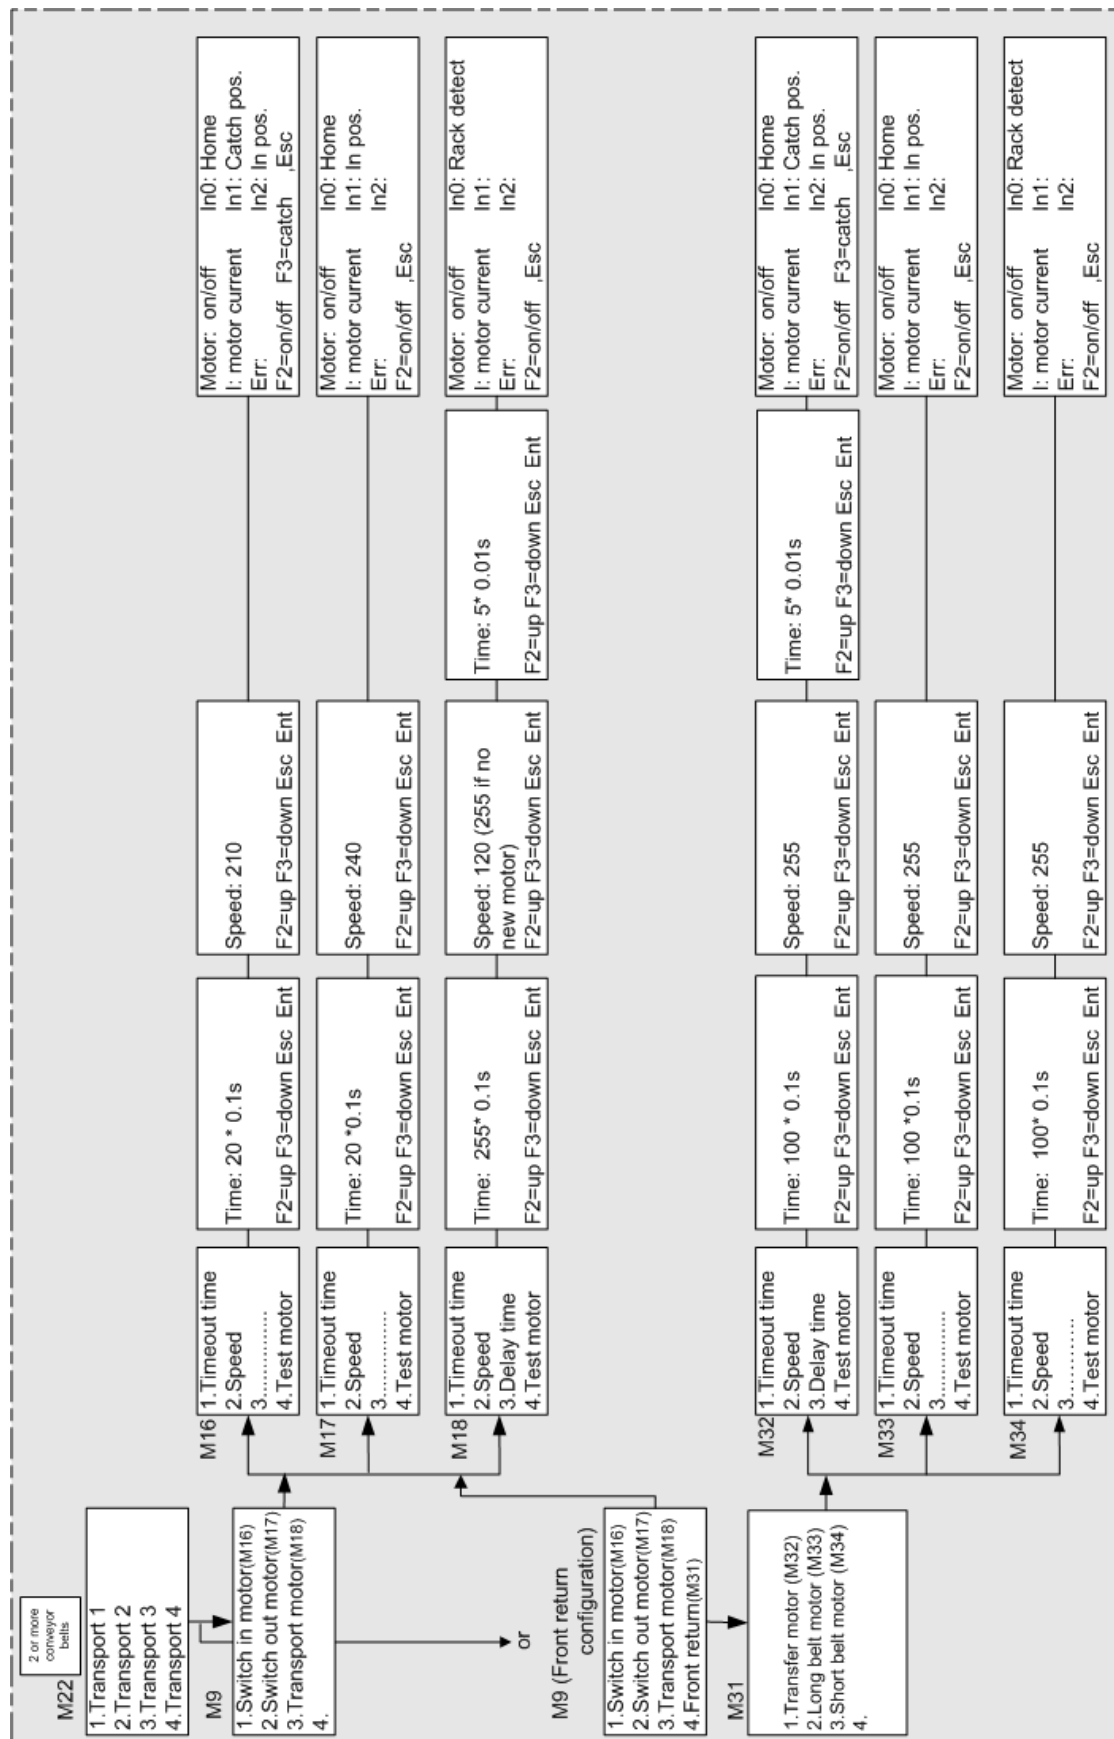 2 or more
conveyor
belts
M22
1.Transport 1
2.Transport 2
3.Transport 3
4.Transport 4
M9
1.Switch in motor(M16)
2.Switch out motor(M17)
3.Transport motor(M18)
4.
or
M9 (Front return
configuration)
1.Switch in motor(M16)
2.Switch out motor(M17)
3.Transport motor(M18)
4.Front return(M31)
M31
1.Transfer motor (M32)
2.Long belt motor (M33)
3.Short belt motor (M34)
4.
M16
1.Timeout time
2.Speed
3..............
4.Test motor
Time: 20 * 0.1s
F2=up F3=down Esc Ent
Speed: 210
F2=up F3=down Esc Ent
Motor: on/off In0: Home
I: motor current In1: Catch pos.
Err: In2: In pos.
F2=on/off F3=catch ,Esc
M17
1.Timeout time
2.Speed
3..............
4.Test motor
Time: 20 *0.1s
F2=up F3=down Esc Ent
Speed: 240
F2=up F3=down Esc Ent
Motor: on/off In0: Home
I: motor current In1: In pos.
Err: In2:
F2=on/off ,Esc
M18
1.Timeout time
2.Speed
3.Delay time
4.Test motor
Time: 255* 0.1s
F2=up F3=down Esc Ent
Speed: 120 (255 if no
new motor)
F2=up F3=down Esc Ent
Time: 5* 0.01s
F2=up F3=down Esc Ent
Motor: on/off In0: Rack detect
I: motor current In1:
Err: In2:
F2=on/off ,Esc
M32
1.Timeout time
2.Speed
3.Delay time
4.Test motor
Time: 100 * 0.1s
F2=up F3=down Esc Ent
Speed: 255
F2=up F3=down Esc Ent
Time: 5* 0.01s
F2=up F3=down Esc Ent
Motor: on/off In0: Home
I: motor current In1: Catch pos.
Err: In2: In pos.
F2=on/off F3=catch ,Esc
M33
1.Timeout time
2.Speed
3..............
4.Test motor
Time: 100 *0.1s
F2=up F3=down Esc Ent
Speed: 255
F2=up F3=down Esc Ent
Motor: on/off In0: Home
I: motor current In1: In pos.
Err: In2:
F2=on/off ,Esc
M34
1.Timeout time
2.Speed
3............
4.Test motor
Time: 100* 0.1s
F2=up F3=down Esc Ent
Speed: 255
F2=up F3=down Esc Ent
Motor: on/off In0: Rack detect
I: motor current In1:
Err: In2:
F2=on/off ,Esc